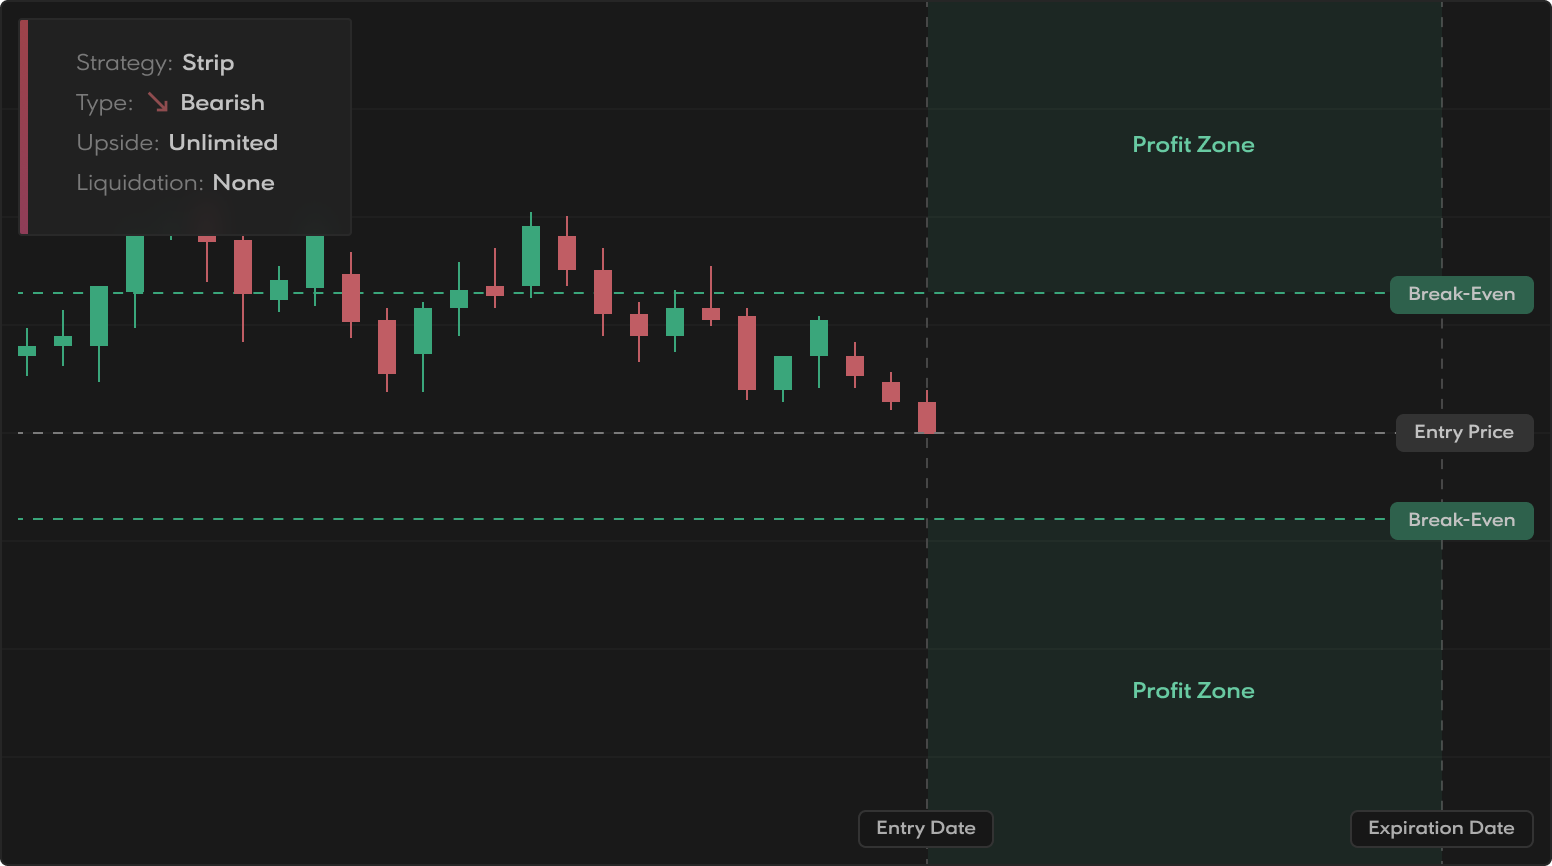 Strategy: Strip
Type: Bearish
Upside: Unlimited
Liquidation: None
Profit Zone
Break-Even
Entry Price
Break-Even
Profit Zone
Entry Date
Expiration Date